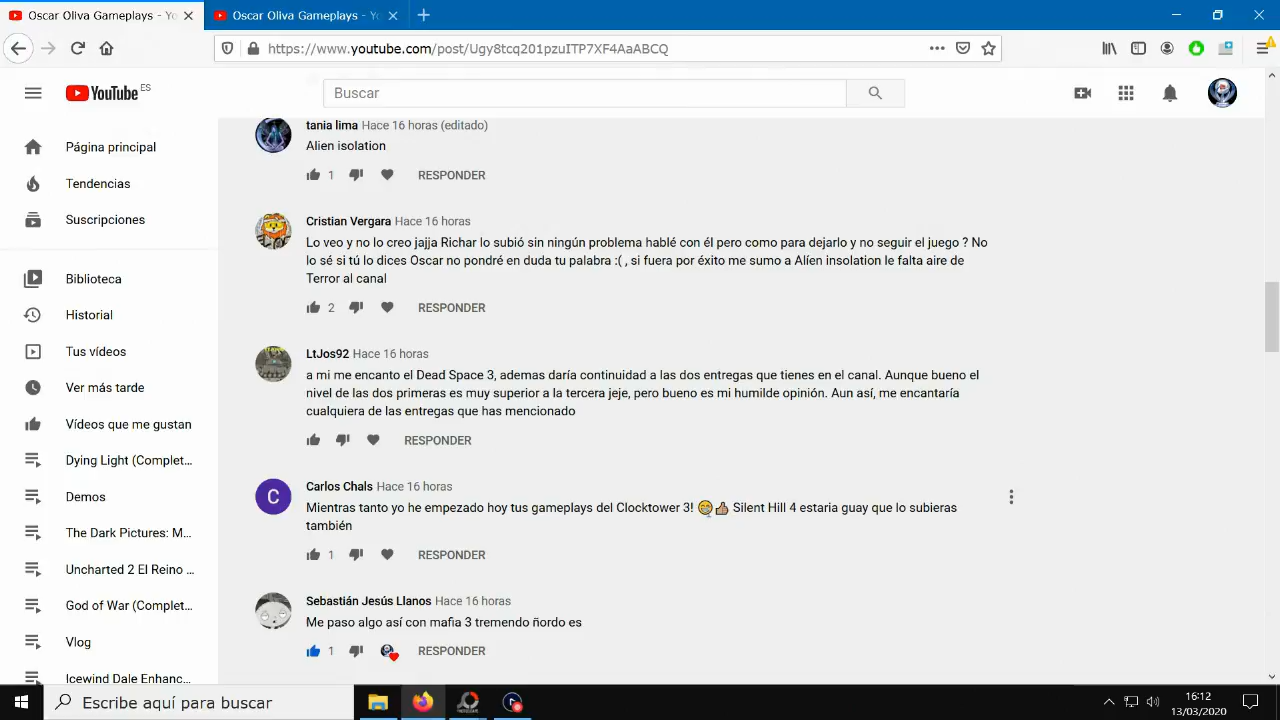 Oscar Oliva Gameplays - Yo
Oscar Oliva Gameplays - Yo
https://www.youtube.com/post/Ugy8tcq201pzuITP7XF4AaABCQ
YouTube ES
Buscar
Página principal
Tendencias
Suscripciones
Biblioteca
Historial
Tus vídeos
Ver más tarde
Vídeos que me gustan
Dying Light (Complet...
Demos
The Dark Pictures: M...
Uncharted 2 El Reino ...
God of War (Complet...
Vlog
Icewind Dale Enhanc...
tania lima Hace 16 horas (editado)
Alien isolation
1 RESPONDER
Cristian Vergara Hace 16 horas
Lo veo y no lo creo jajja Richar lo subió sin ningún problema hablé con él pero como para dejarlo y no seguir el juego ? No
lo sé si tú lo dices Oscar no pondré en duda tu palabra :( , si fuera por éxito me sumo a Alíen insolation le falta aire de
Terror al canal
2 RESPONDER
LtJos92 Hace 16 horas
a mi me encanto el Dead Space 3, ademas daría continuidad a las dos entregas que tienes en el canal. Aunque bueno el
nivel de las dos primeras es muy superior a la tercera jeje, pero bueno es mi humilde opinión. Aun así, me encantaría
cualquiera de las entregas que has mencionado
RESPONDER
C
Carlos Chals Hace 16 horas
Mientras tanto yo he empezado hoy tus gameplays del Clocktower 3! 😁👍 Silent Hill 4 estaria guay que lo subieras
también
1 RESPONDER
Sebastián Jesús Llanos Hace 16 horas
Me paso algo así con mafia 3 tremendo ñordo es
1 RESPONDER
Escribe aquí para buscar
16:12
13/03/2020